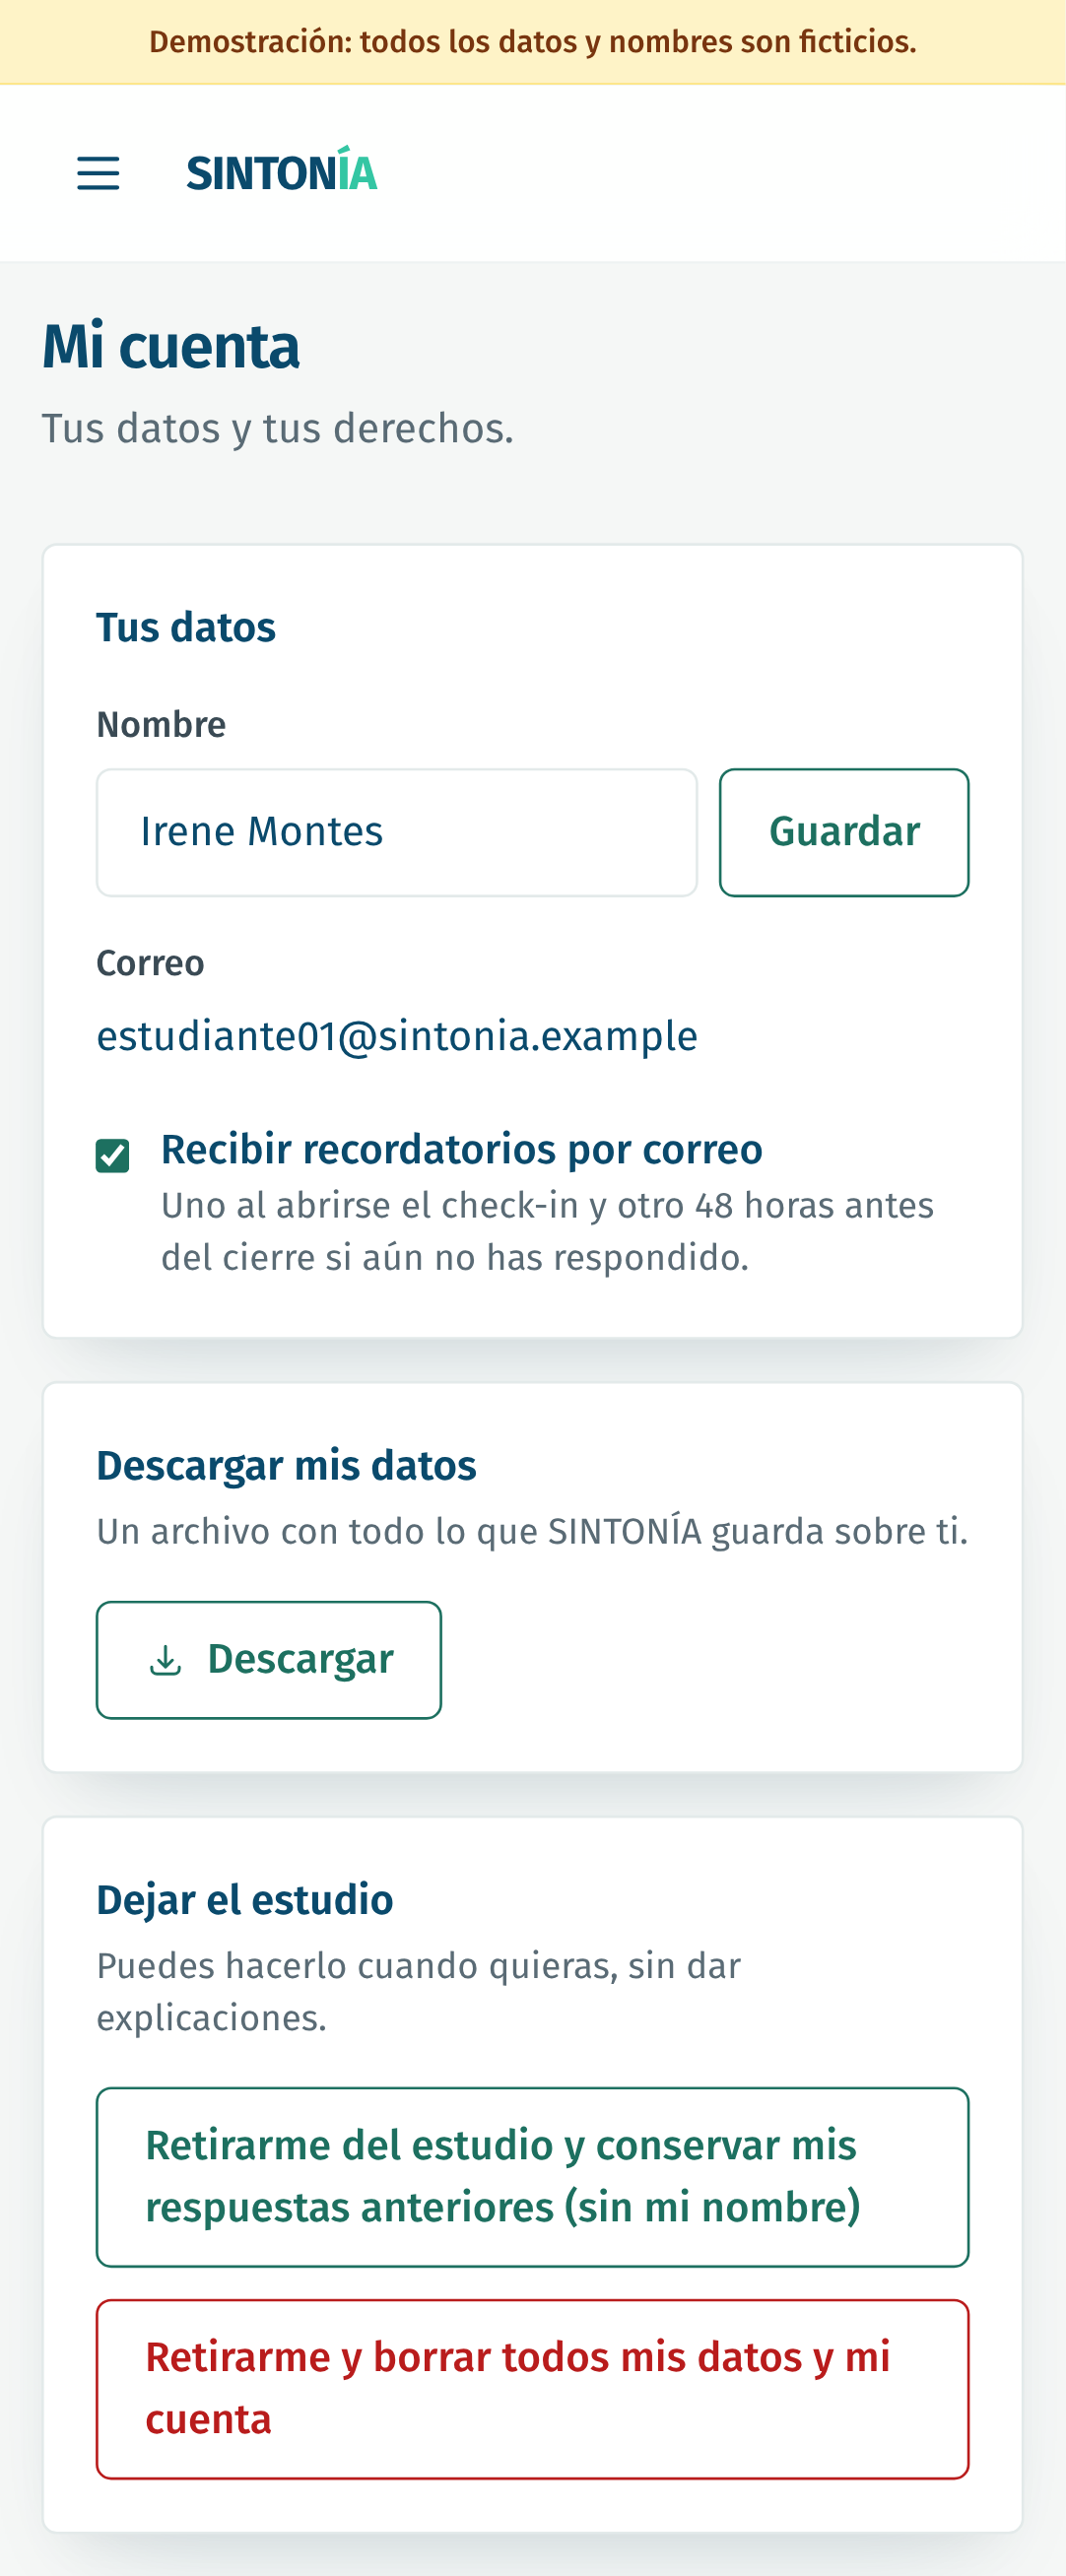 Demostración: todos los datos y nombres son ficticios.
SINTONÍA
Mi cuenta
Tus datos y tus derechos.
Tus datos
Nombre
Irene Montes
Guardar
Correo
estudiante01@sintonia.example
Recibir recordatorios por correo
Uno al abrirse el check-in y otro 48 horas antes
del cierre si aún no has respondido.
Descargar mis datos
Un archivo con todo lo que SINTONÍA guarda sobre ti.
Descargar
Dejar el estudio
Puedes hacerlo cuando quieras, sin dar
explicaciones.
Retirarme del estudio y conservar mis
respuestas anteriores (sin mi nombre)
Retirarme y borrar todos mis datos y mi
cuenta